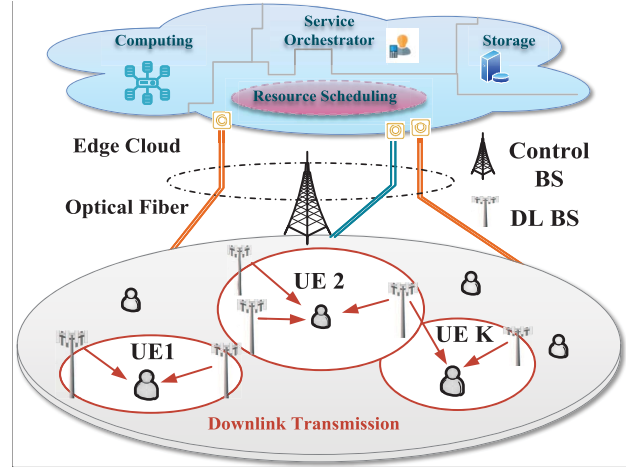 Computing
Service
Orchestrator
Storage
Resource Scheduling
Edge Cloud
Control
BS
Optical Fiber
DL BS
UE 2
UE1
UE K
Downlink Transmission